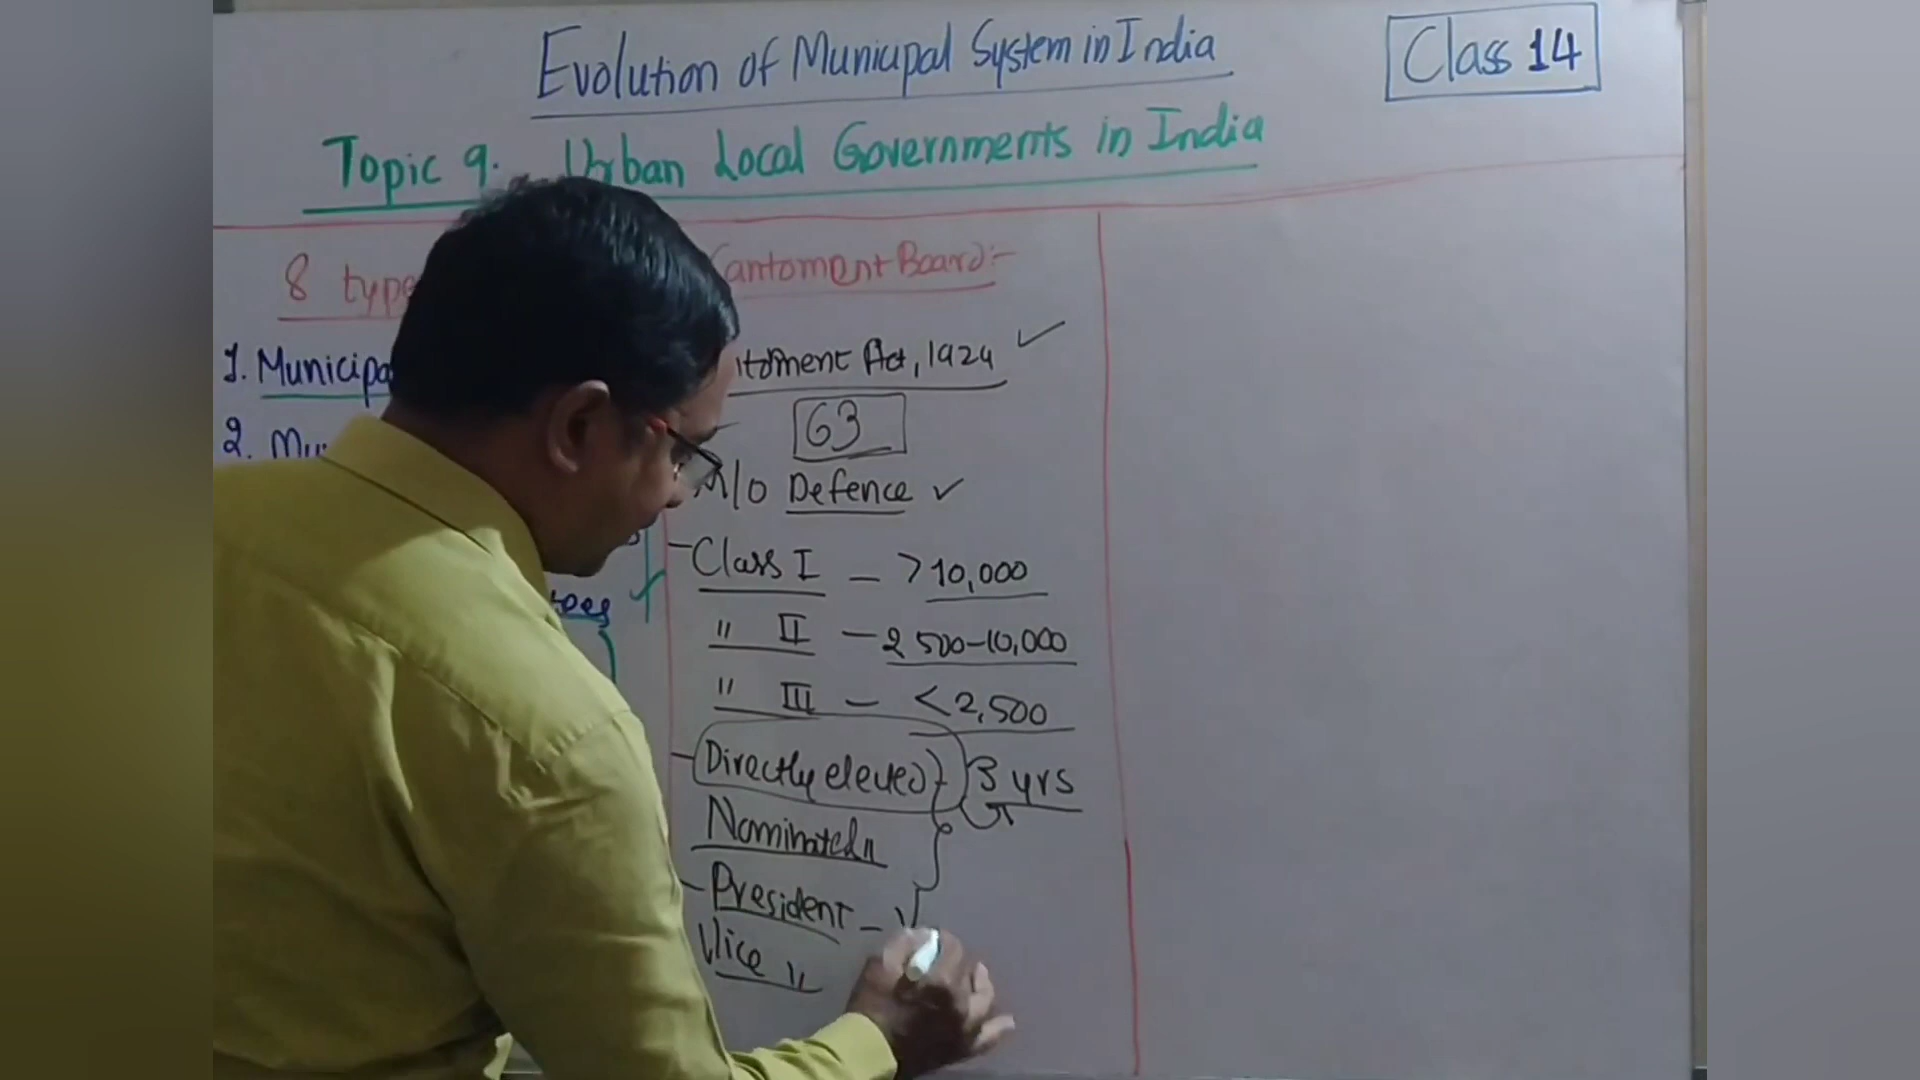 Evolution of Municipal System in India
Class 14
Topic 9. Urban Local Governments in India
8 type
antoment Board:-
1. Municipa
2. Mu
toment Act, 1924 ✓
63
M/O Defence ✓
-Class I - >10,000
" II - 2500-10,000
" III - <2,500
-Directly elected - 3 yrs
Nominated "
-President -
Vice "